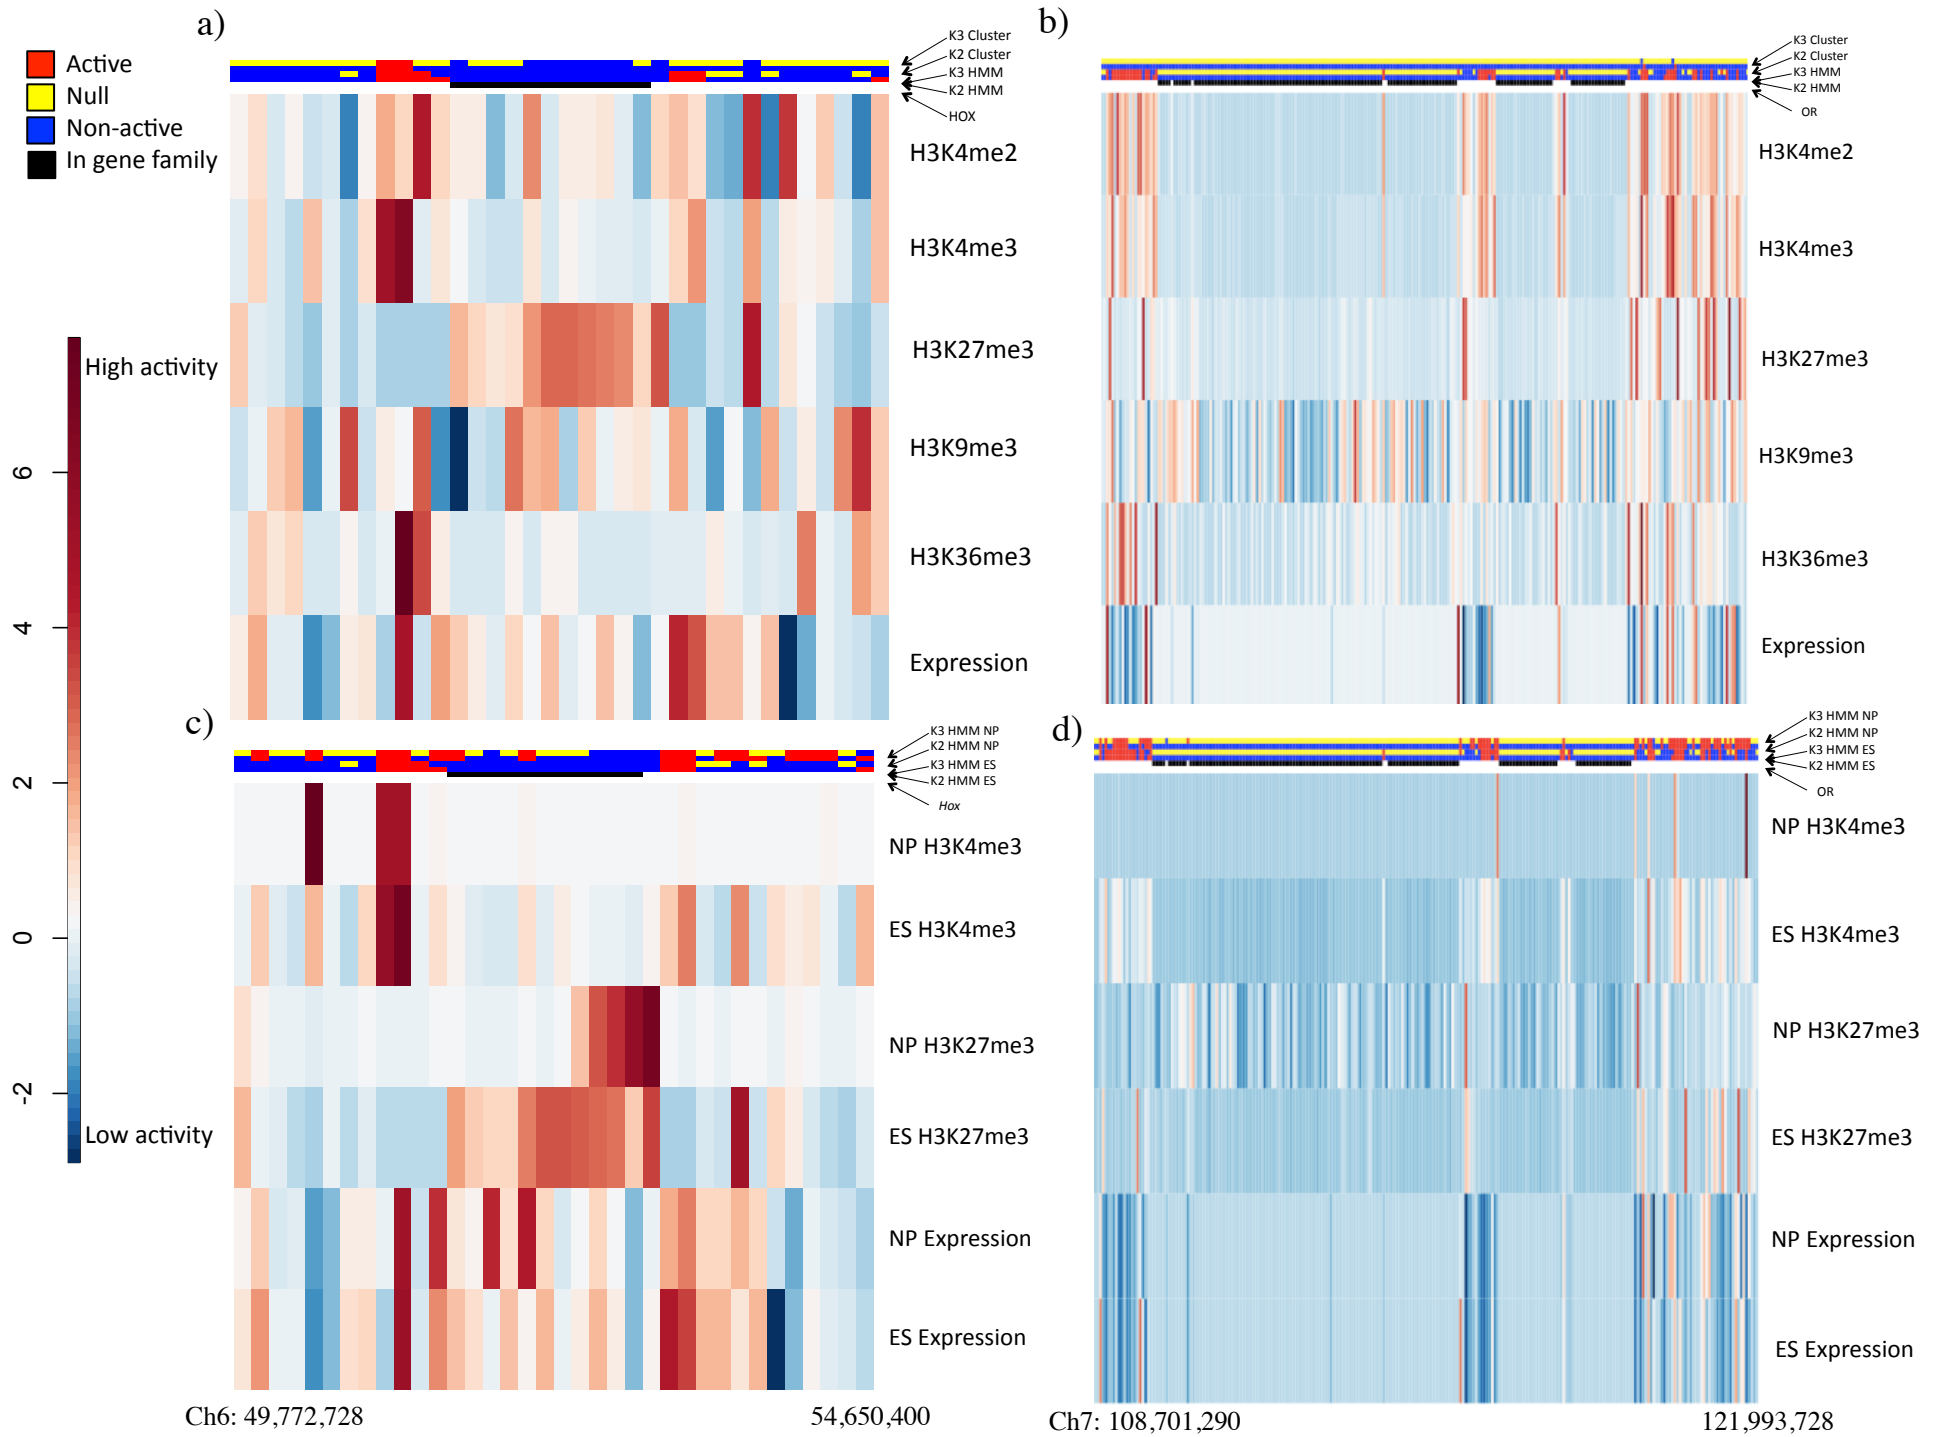 a)
K3 Cluster
K2 Cluster
K3 HMM
K2 HMM
HOX
Active
Null
Non-active
In gene family
H3K4me2
H3K4me3
H3K27me3
H3K9me3
H3K36me3
Expression
High activity
6
4
2
0
-2
Low activity
b)
K3 Cluster
K2 Cluster
K3 HMM
K2 HMM
OR
H3K4me2
H3K4me3
H3K27me3
H3K9me3
H3K36me3
Expression
c)
K3 HMM NP
K2 HMM NP
K3 HMM ES
K2 HMM ES
Hox
NP H3K4me3
ES H3K4me3
NP H3K27me3
ES H3K27me3
NP Expression
ES Expression
Ch6: 49,772,728
54,650,400
d)
K3 HMM NP
K2 HMM NP
K3 HMM ES
K2 HMM ES
OR
NP H3K4me3
ES H3K4me3
NP H3K27me3
ES H3K27me3
NP Expression
ES Expression
Ch7: 108,701,290
121,993,728